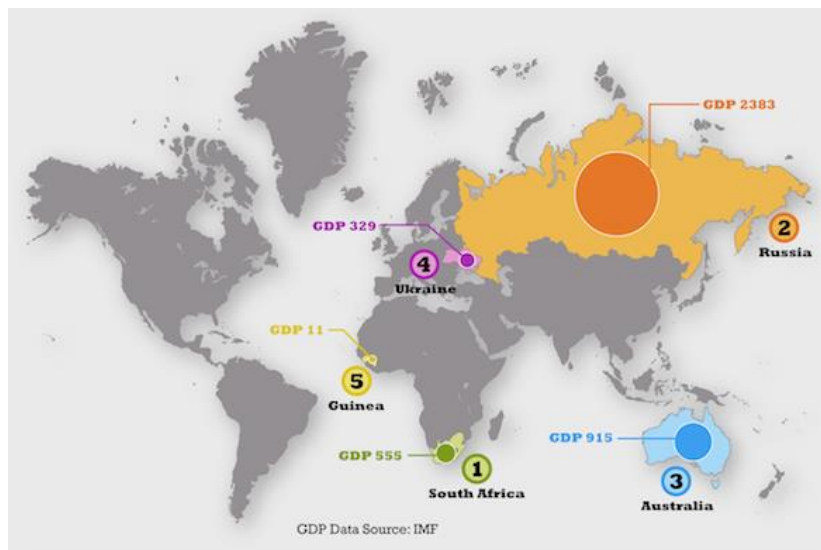 GDP 2383
2
Russia
GDP 329
4
Ukraine
GDP 11
5
Guinea
GDP 915
3
Australia
GDP 555
1
South Africa
GDP Data Source: IMF